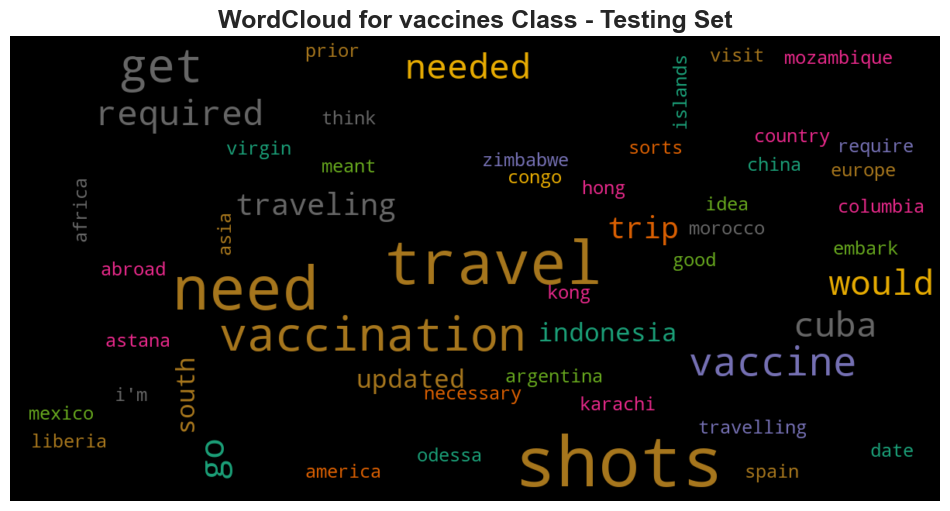 WordCloud for vaccines Class - Testing Set
prior
get
needed
visit
mozambique
islands
required
think
virgin
meant
zimbabwe
congo
sorts
country
require
china
europe
hong
africa
asia
traveling
idea
columbia
trip
morocco
good
embark
abroad
travel
need
kong
would
vaccination
indonesia
cuba
astana
vaccine
updated
argentina
necessary
south
i'm
karachi
mexico
liberia
travelling
go
america
odessa
shots
spain
date